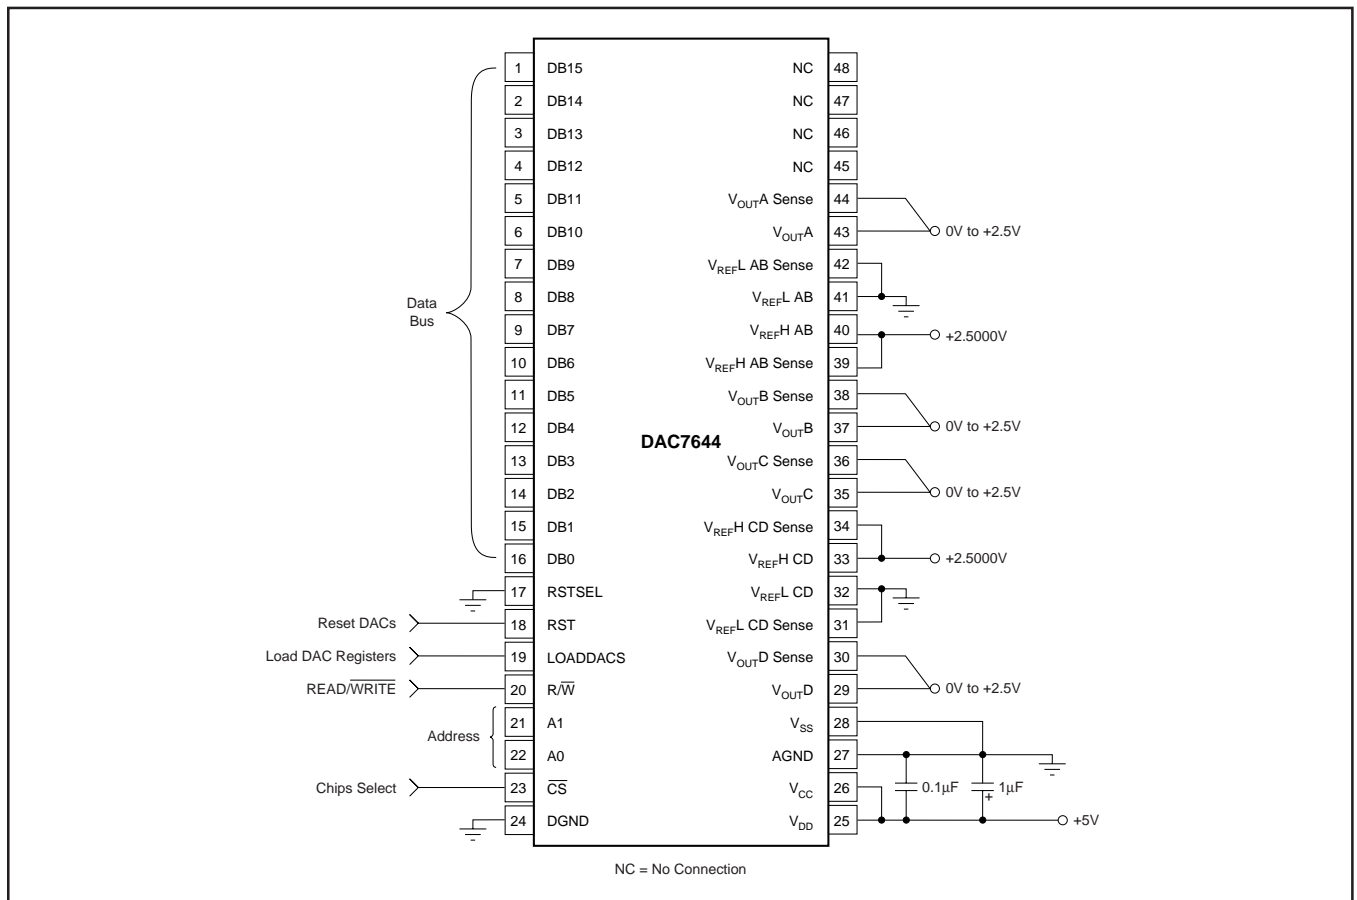 1 DB15 NC 48
2 DB14 NC 47
3 DB13 NC 46
4 DB12 NC 45
5 DB11 VOUTA Sense 44
6 DB10 VOUTA 43 0V to +2.5V
7 DB9 VREFL AB Sense 42
Data
Bus
8 DB8 VREFL AB 41
9 DB7 VREFH AB 40 +2.5000V
10 DB6 VREFH AB Sense 39
11 DB5 VOUTB Sense 38
12 DB4 VOUTB 37 0V to +2.5V
DAC7644
13 DB3 VOUTC Sense 36
14 DB2 VOUTC 35 0V to +2.5V
15 DB1 VREFH CD Sense 34
16 DB0 VREFH CD 33 +2.5000V
17 RSTSEL VREFL CD 32
Reset DACs 18 RST VREFL CD Sense 31
Load DAC Registers 19 LOADDACS VOUTD Sense 30
READ/W̅R̅I̅T̅E̅ 20 R/W̅ VOUTD 29 0V to +2.5V
21 A1 VSS 28
Address
22 A0 AGND 27
Chips Select 23 C̅S̅ VCC 26 0.1µF 1µF
+
24 DGND VDD 25 +5V
NC = No Connection